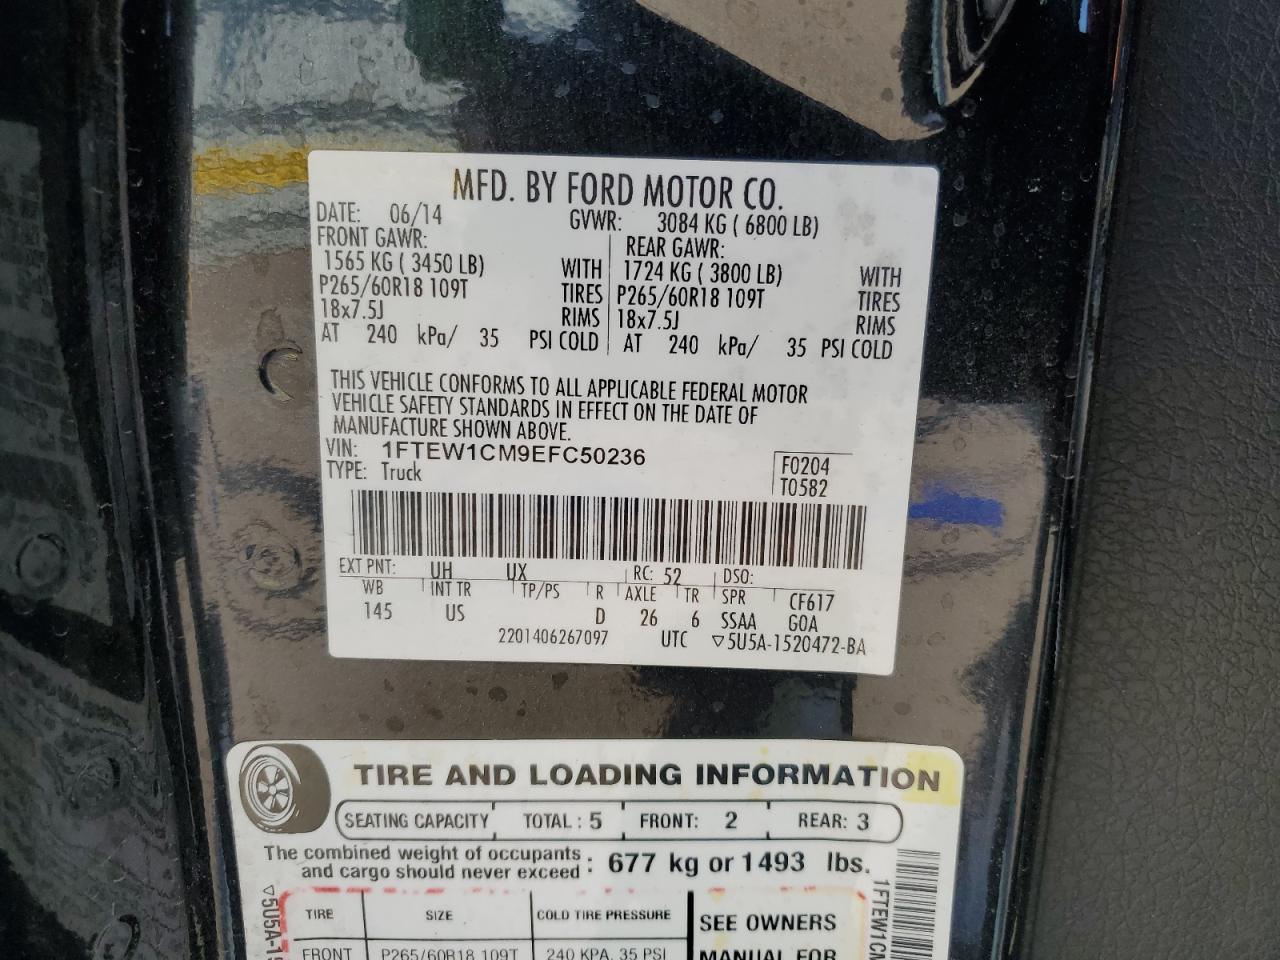 MFD. BY FORD MOTOR CO.
DATE: 06/14 GVWR: 3084 KG ( 6800 LB)
FRONT GAWR: REAR GAWR:
1565 KG ( 3450 LB) WITH 1724 KG ( 3800 LB) WITH
P265/60R18 109T TIRES P265/60R18 109T TIRES
18x7.5J RIMS 18x7.5J RIMS
AT 240 kPa/ 35 PSI COLD AT 240 kPa/ 35 PSI COLD
THIS VEHICLE CONFORMS TO ALL APPLICABLE FEDERAL MOTOR
VEHICLE SAFETY STANDARDS IN EFFECT ON THE DATE OF
MANUFACTURE SHOWN ABOVE.
VIN: 1FTEW1CM9EFC50236
TYPE: Truck
F0204
T0582
EXT PNT: UH UX RC: 52 DSO:
WB INT TR TP/PS R AXLE TR SPR CF617
145 US D 26 6 SSAA GOA
2201406267097 UTC ▽5U5A-1520472-BA
TIRE AND LOADING INFORMATION
SEATING CAPACITY TOTAL : 5 FRONT: 2 REAR: 3
The combined weight of occupants
and cargo should never exceed : 677 kg or 1493 lbs.
TIRE SIZE COLD TIRE PRESSURE SEE OWNERS
FRONT P265/60R18 109T 240 KPA, 35 PSI MANUAL FOR
▽5U5A-15
1FTEW1CM